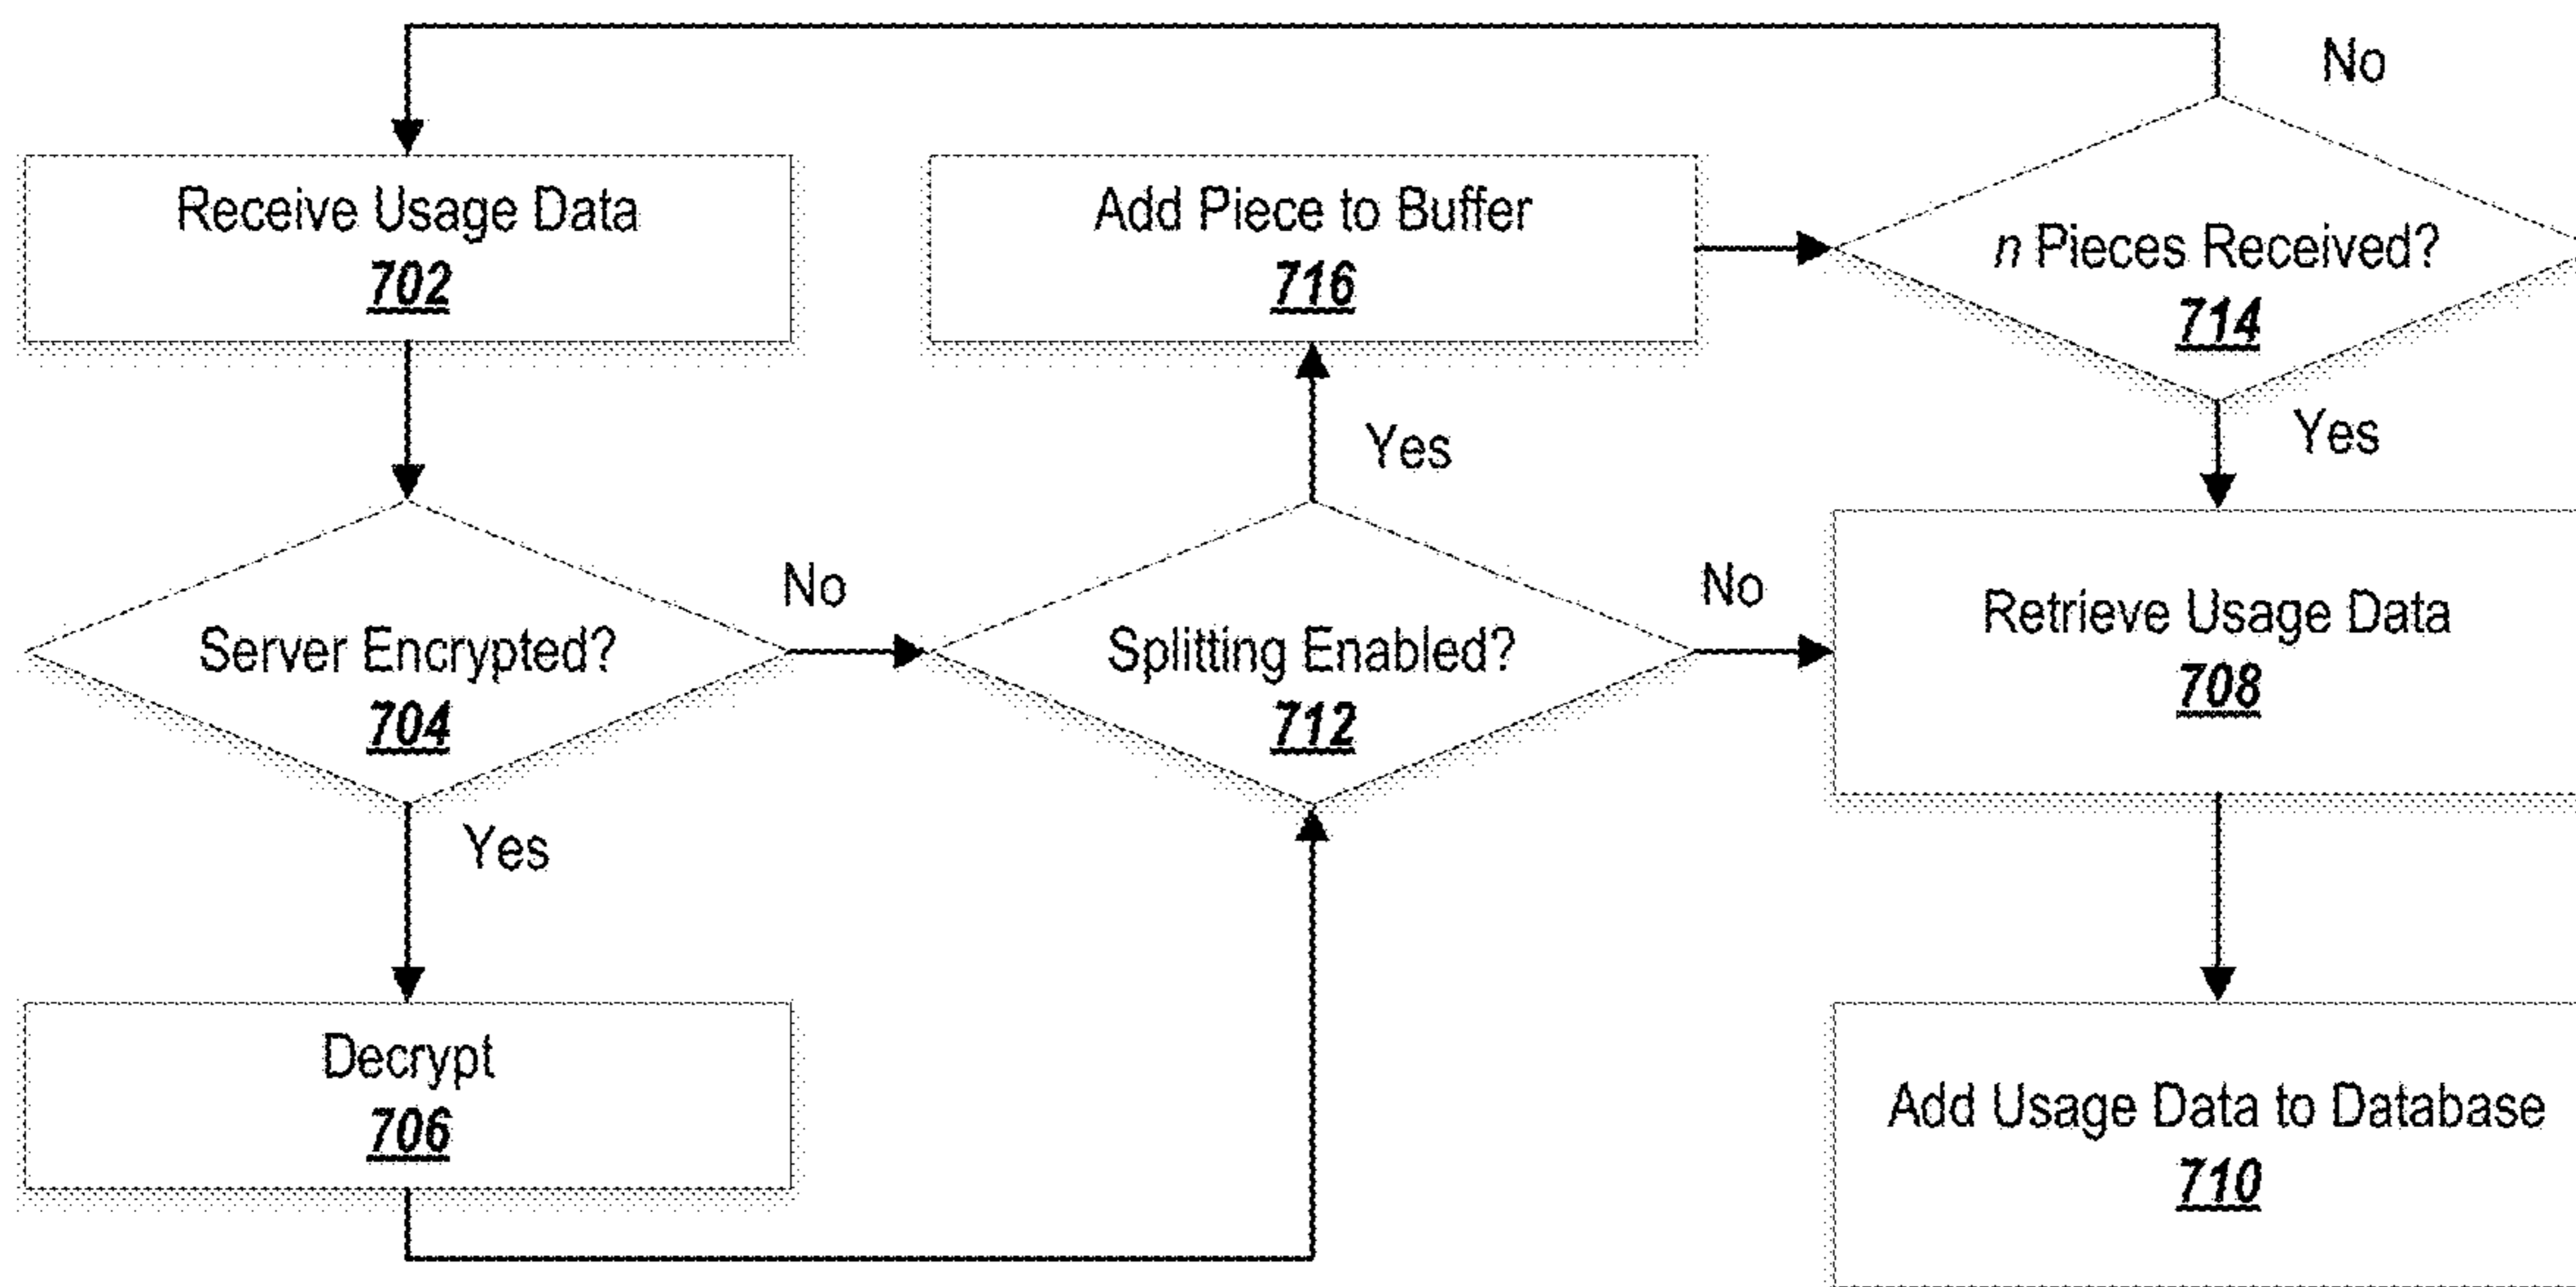 No
Receive Usage Data
702
Add Piece to Buffer
716
n Pieces Received?
714
Yes
Yes
No
No
Server Encrypted?
704
Splitting Enabled?
712
Retrieve Usage Data
708
Yes
Decrypt
706
Add Usage Data to Database
710